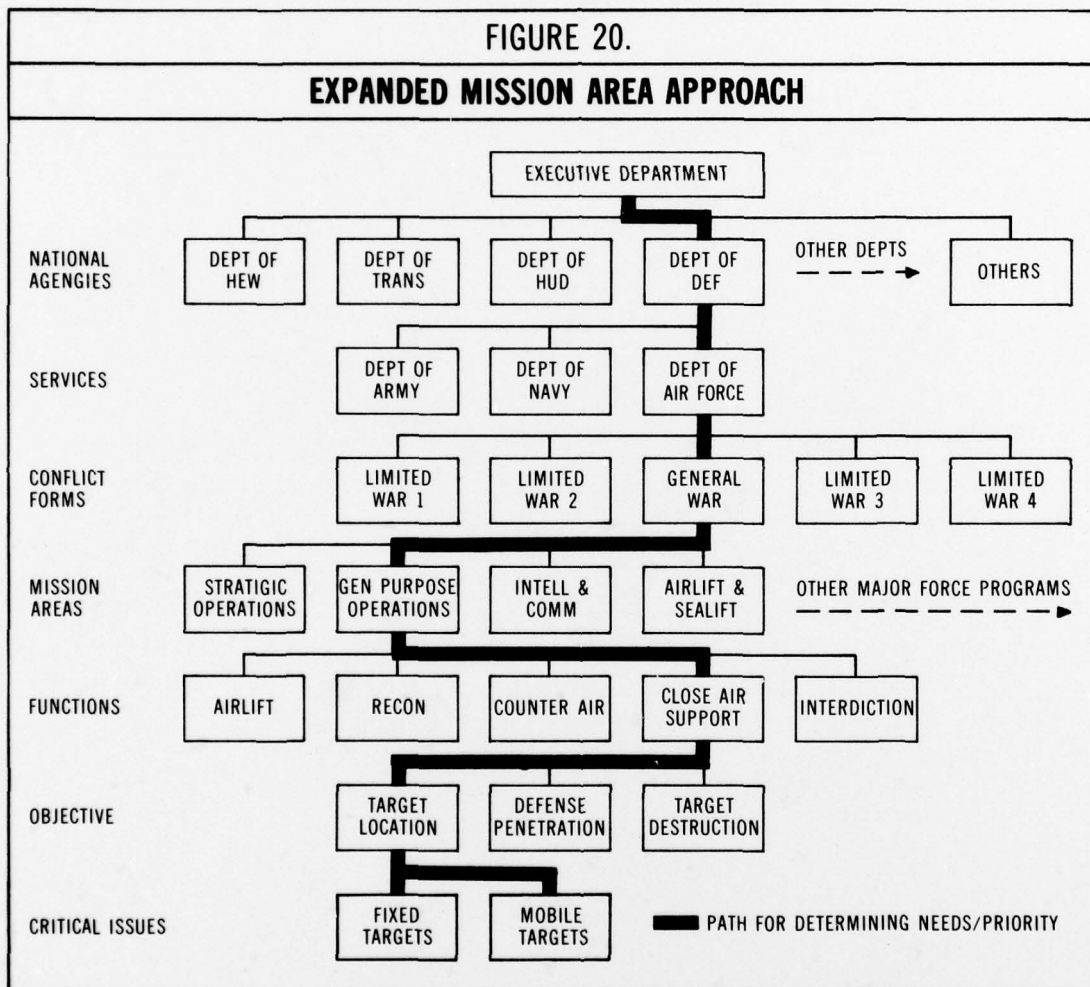 FIGURE 20.
EXPANDED MISSION AREA APPROACH
EXECUTIVE DEPARTMENT
NATIONAL
AGENGIES
DEPT OF
HEW
DEPT OF
TRANS
DEPT OF
HUD
DEPT OF
DEF
OTHER DEPTS
OTHERS
SERVICES
DEPT OF
ARMY
DEPT OF
NAVY
DEPT OF
AIR FORCE
CONFLICT
FORMS
LIMITED
WAR 1
LIMITED
WAR 2
GENERAL
WAR
LIMITED
WAR 3
LIMITED
WAR 4
MISSION
AREAS
STRATIGIC
OPERATIONS
GEN PURPOSE
OPERATIONS
INTELL &
COMM
AIRLIFT &
SEALIFT
OTHER MAJOR FORCE PROGRAMS
FUNCTIONS
AIRLIFT
RECON
COUNTER AIR
CLOSE AIR
SUPPORT
INTERDICTION
OBJECTIVE
TARGET
LOCATION
DEFENSE
PENETRATION
TARGET
DESTRUCTION
CRITICAL ISSUES
FIXED
TARGETS
MOBILE
TARGETS
PATH FOR DETERMINING NEEDS/PRIORITY